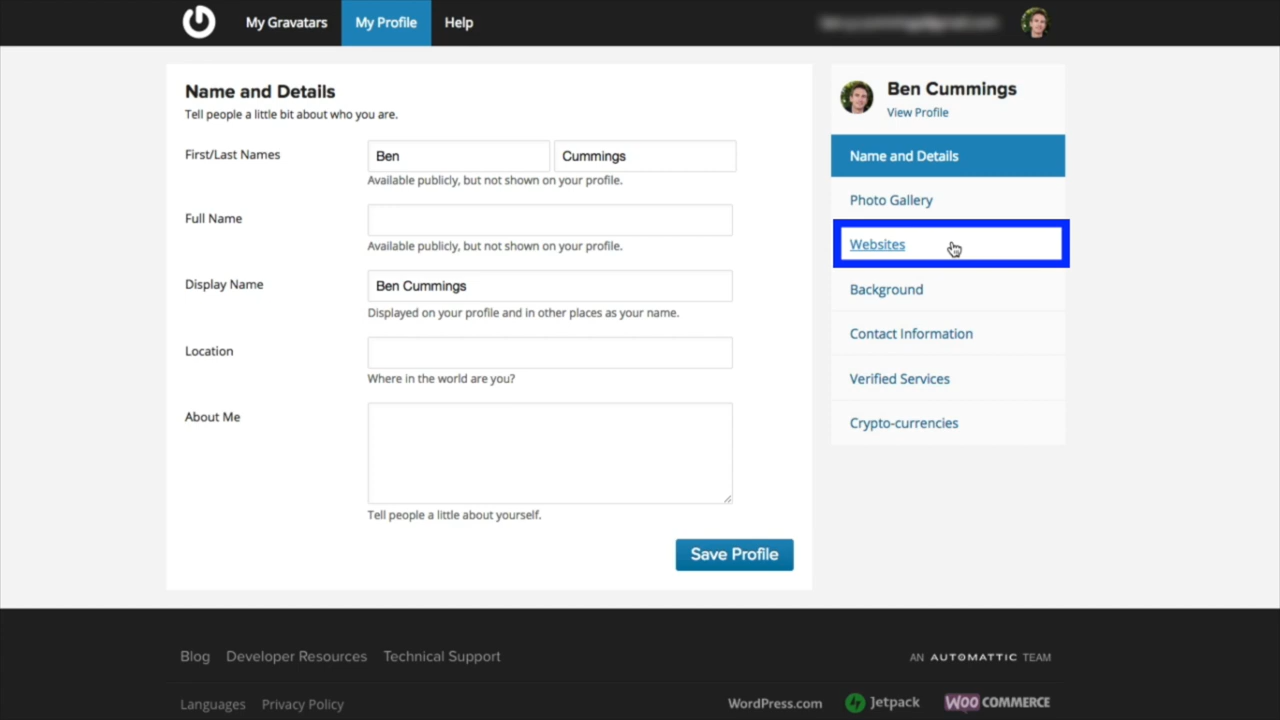 My Gravatars
My Profile
Help
Name and Details
Tell people a little bit about who you are.
First/Last Names
Ben
Cummings
Available publicly, but not shown on your profile.
Full Name
Available publicly, but not shown on your profile.
Display Name
Ben Cummings
Displayed on your profile and in other places as your name.
Location
Where in the world are you?
About Me
Tell people a little about yourself.
Save Profile
Ben Cummings
View Profile
Name and Details
Photo Gallery
Websites
Background
Contact Information
Verified Services
Crypto-currencies
Blog
Developer Resources
Technical Support
AN AUTOMATTIC TEAM
Languages
Privacy Policy
WordPress.com
Jetpack
WOO COMMERCE